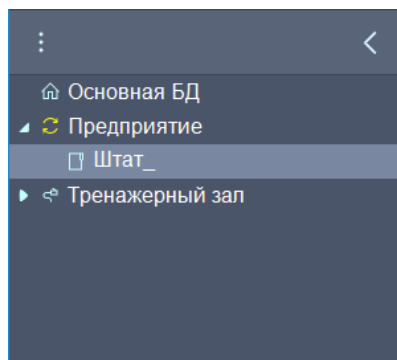 Основная БД
Предприятие
Штат_
Тренажерный зал